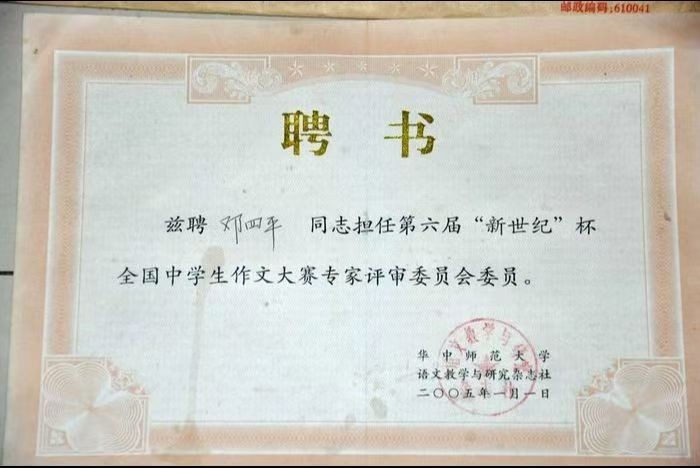 邮政编码:610041
聘 书
兹聘 邓四平 同志担任第六届“新世纪”杯
全国中学生作文大赛专家评审委员会委员。
华中师范大学
语文教学与研究杂志社
二〇〇五年一月一日